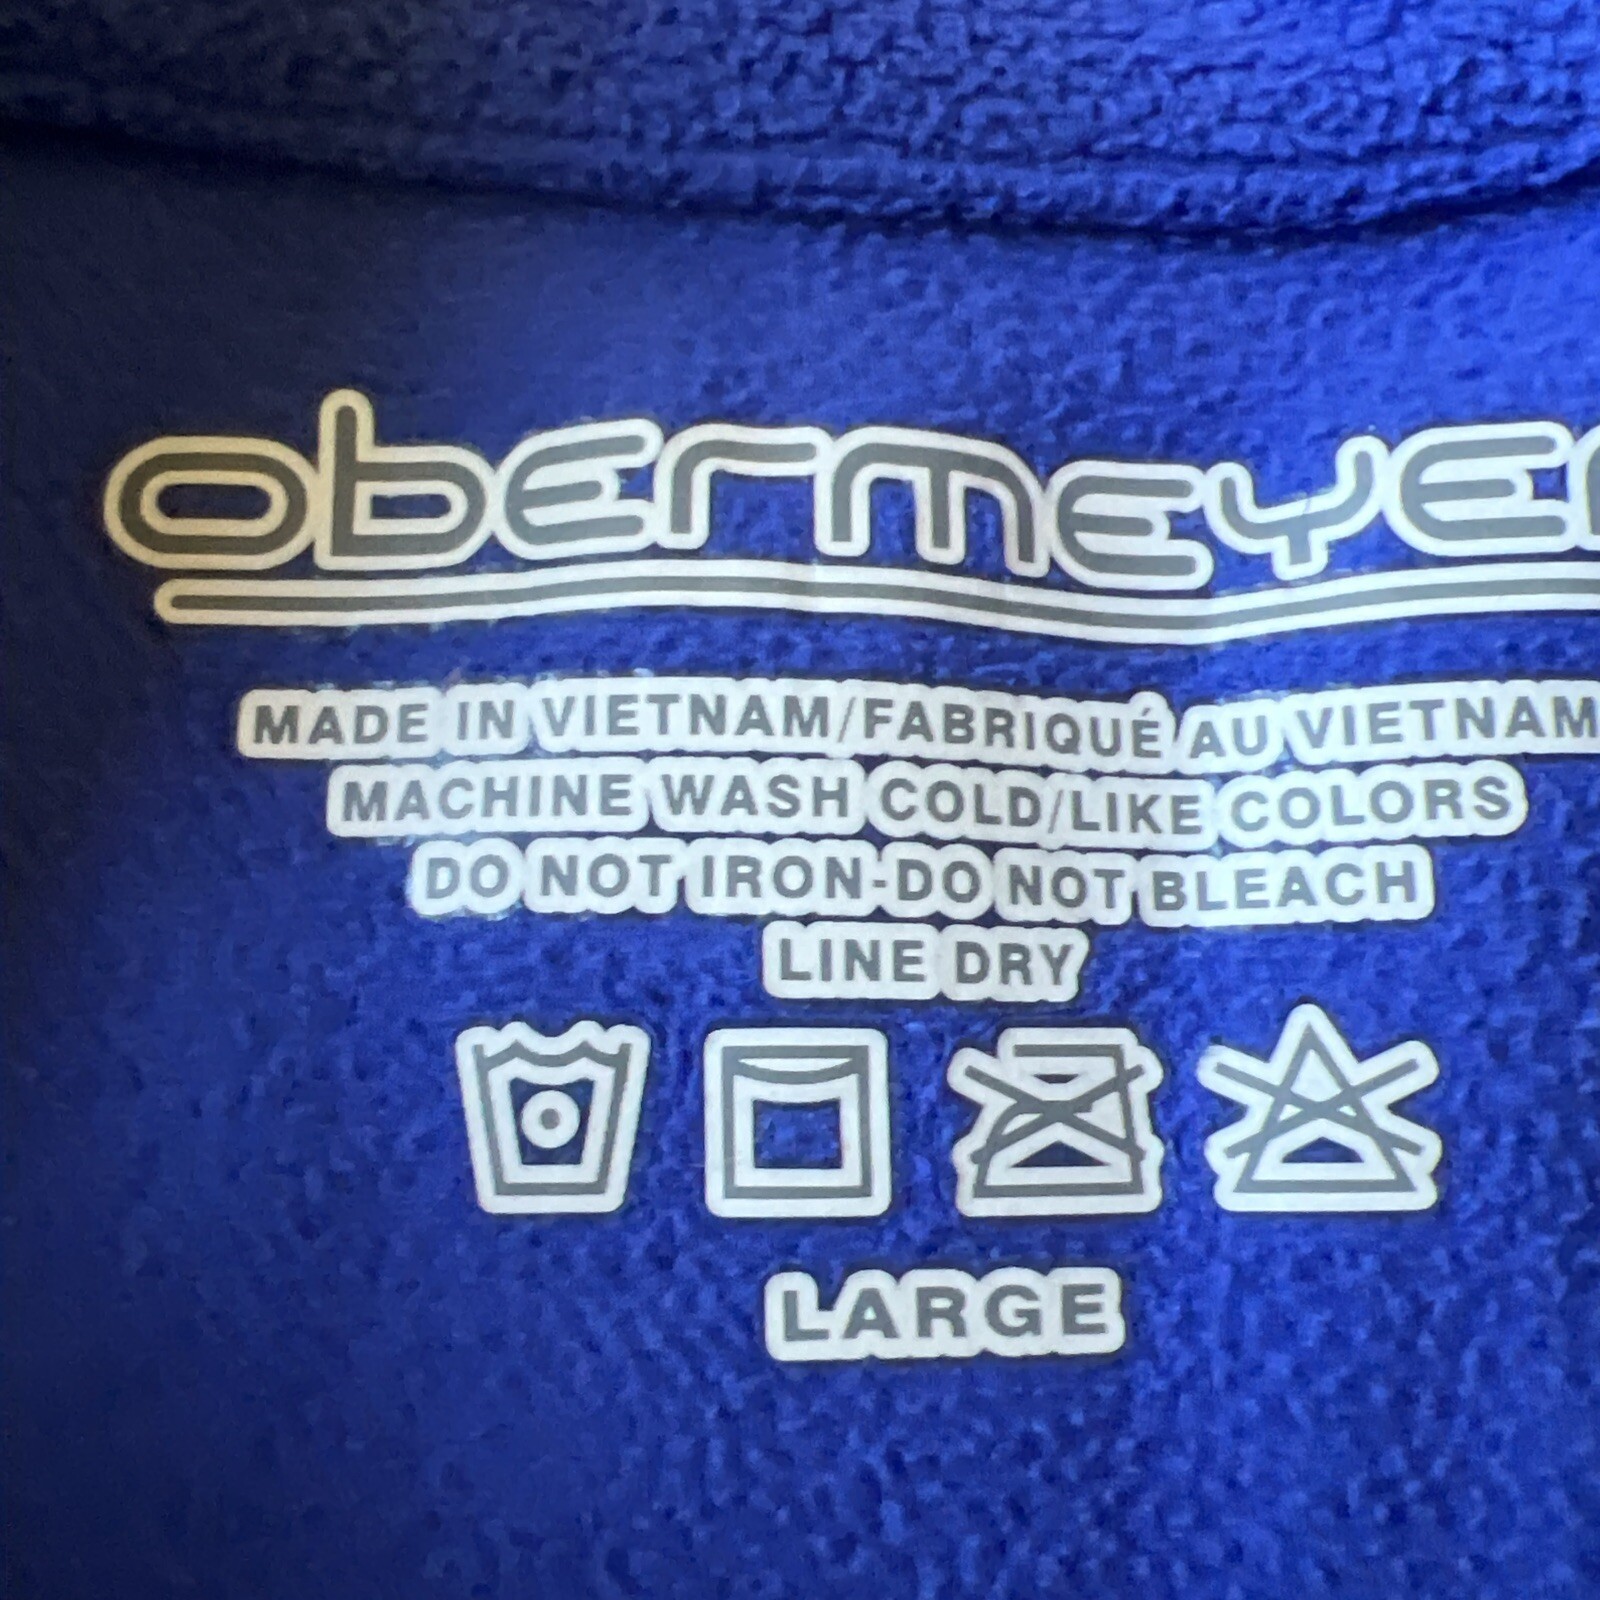 obermeyer
MADE IN VIETNAM/FABRIQUÉ AU VIETNAM
MACHINE WASH COLD/LIKE COLORS
DO NOT IRON-DO NOT BLEACH
LINE DRY
LARGE